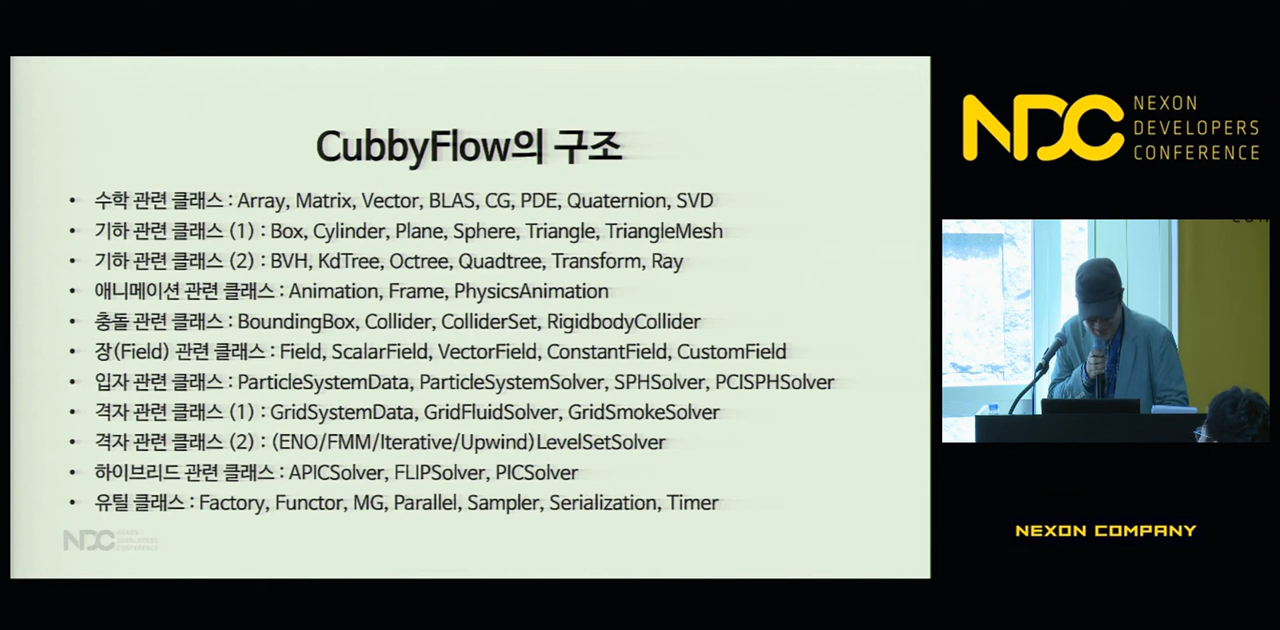 CubbyFlow의 구조
• 수학 관련 클래스 : Array, Matrix, Vector, BLAS, CG, PDE, Quaternion, SVD
• 기하 관련 클래스 (1) : Box, Cylinder, Plane, Sphere, Triangle, TriangleMesh
• 기하 관련 클래스 (2) : BVH, KdTree, Octree, Quadtree, Transform, Ray
• 애니메이션 관련 클래스 : Animation, Frame, PhysicsAnimation
• 충돌 관련 클래스 : BoundingBox, Collider, ColliderSet, RigidbodyCollider
• 장(Field) 관련 클래스 : Field, ScalarField, VectorField, ConstantField, CustomField
• 입자 관련 클래스 : ParticleSystemData, ParticleSystemSolver, SPHSolver, PCISPHSolver
• 격자 관련 클래스 (1) : GridSystemData, GridFluidSolver, GridSmokeSolver
• 격자 관련 클래스 (2) : (ENO/FMM/Iterative/Upwind)LevelSetSolver
• 하이브리드 관련 클래스 : APICSolver, FLIPSolver, PICSolver
• 유틸 클래스 : Factory, Functor, MG, Parallel, Sampler, Serialization, Timer
NDC
NEXON
DEVELOPERS
CONFERENCE
NDC
NEXON
DEVELOPERS
CONFERENCE
NEXON COMPANY